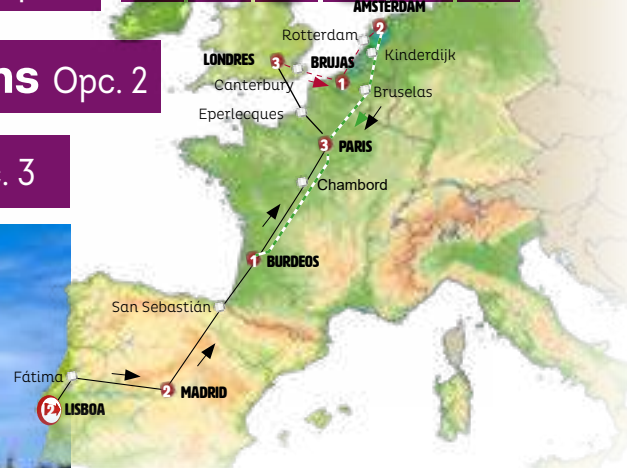 AMSTERDAM
2
Rotterdam
LONDRES
3
BRUJAS
1
Kinderdijk
ns Opc. 2
Canterbury
Bruselas
Eperlecques
3 PARIS
. 3
Chambord
1 BURDEOS
San Sebastián
Fátima
2 MADRID
2 LISBOA